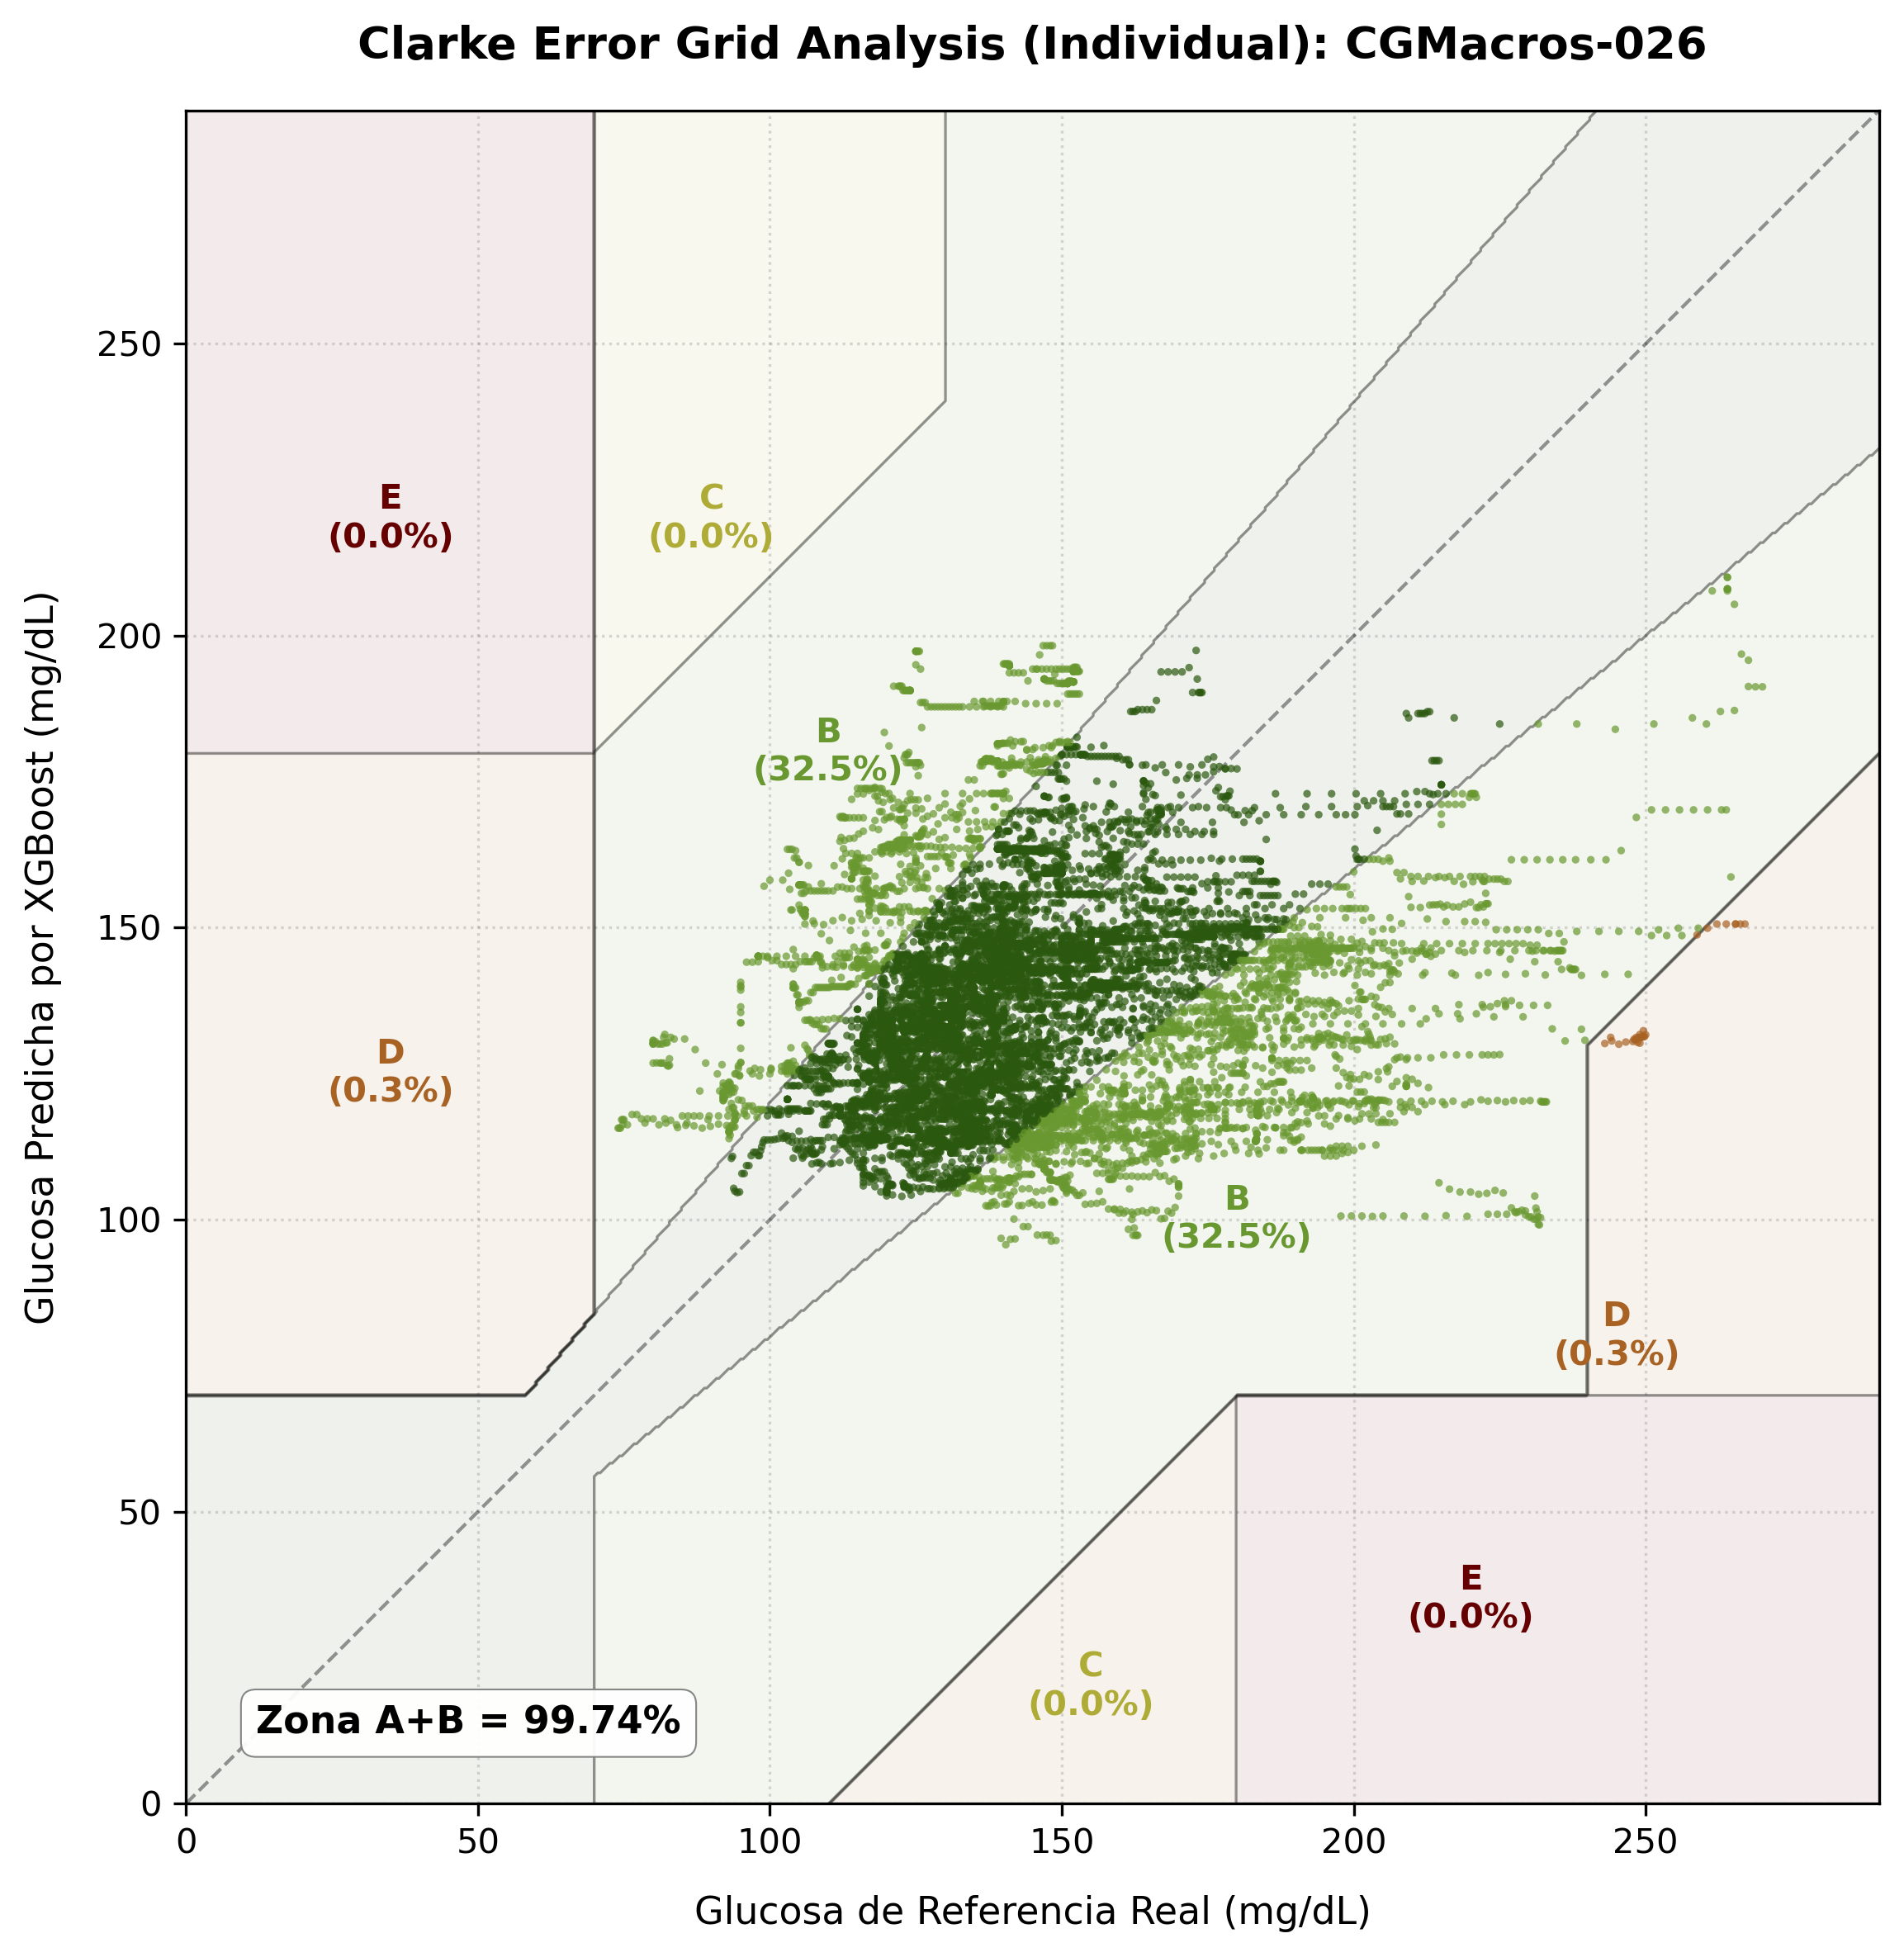 Clarke Error Grid Analysis (Individual): CGMacros-026
Glucosa Predicha por XGBoost (mg/dL)
250
200
150
100
50
0
E
(0.0%)
C
(0.0%)
B
(32.5%)
D
(0.3%)
B
(32.5%)
D
(0.3%)
E
(0.0%)
C
(0.0%)
Zona A+B = 99.74%
0
50
100
150
200
250
Glucosa de Referencia Real (mg/dL)